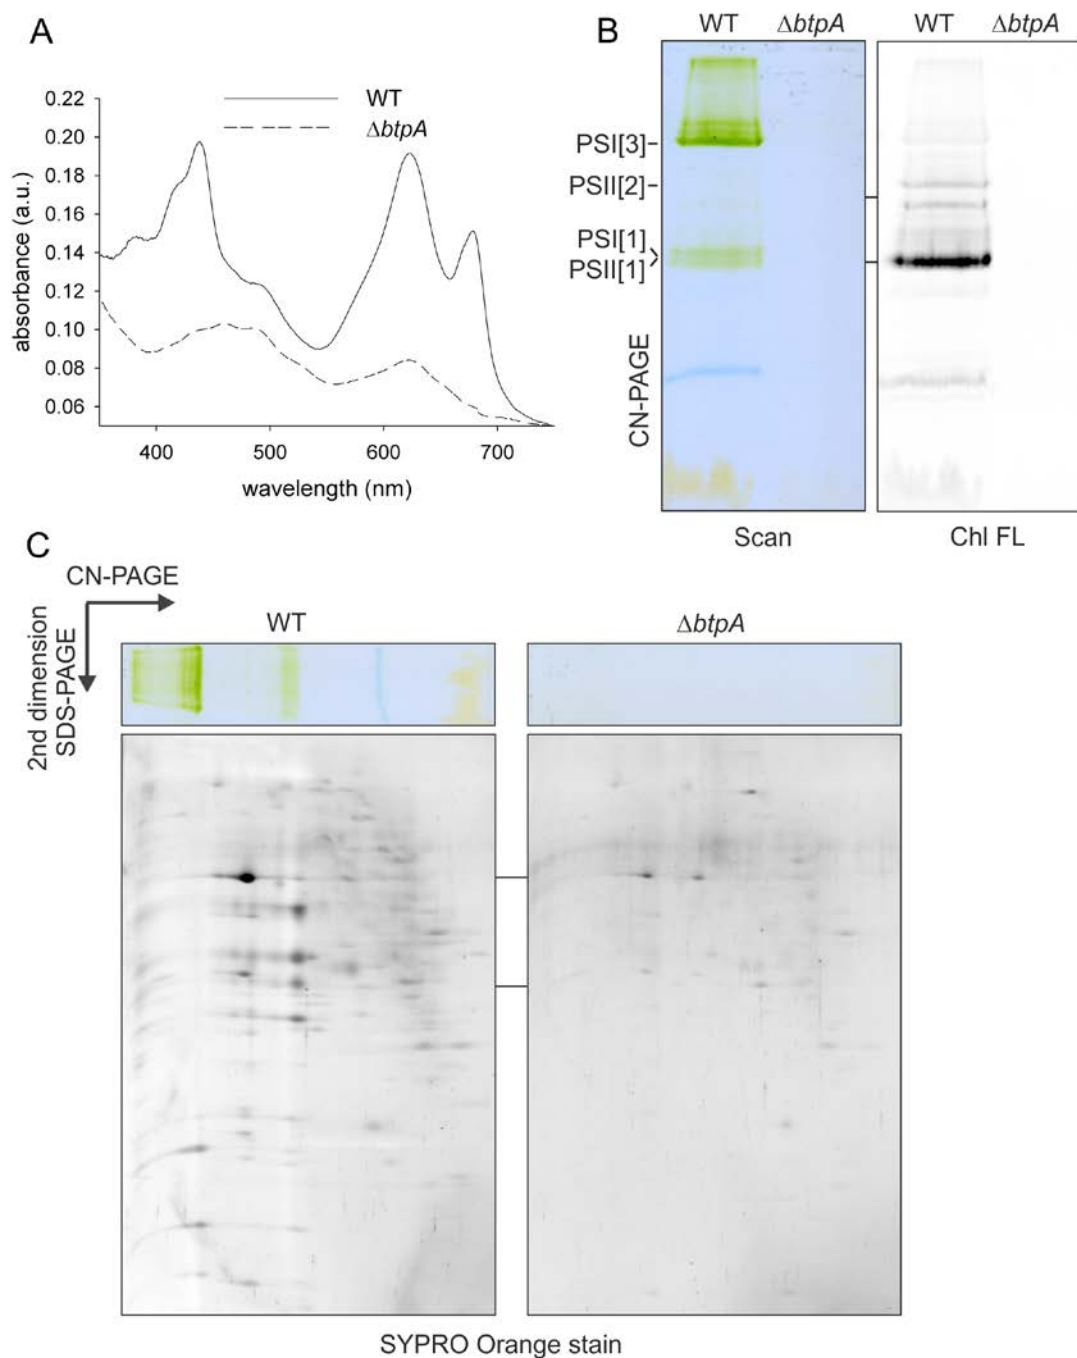 A
WT
ΔbtpA
absorbance (a.u.)
0.22
0.20
0.18
0.16
0.14
0.12
0.10
0.08
0.06
400 500 600 700
wavelength (nm)
B
WT ΔbtpA WT ΔbtpA
PSI[3]
PSII[2]
PSI[1]
PSII[1]
CN-PAGE
Scan Chl FL
C
CN-PAGE
2nd dimension
SDS-PAGE
WT ΔbtpA
SYPRO Orange stain